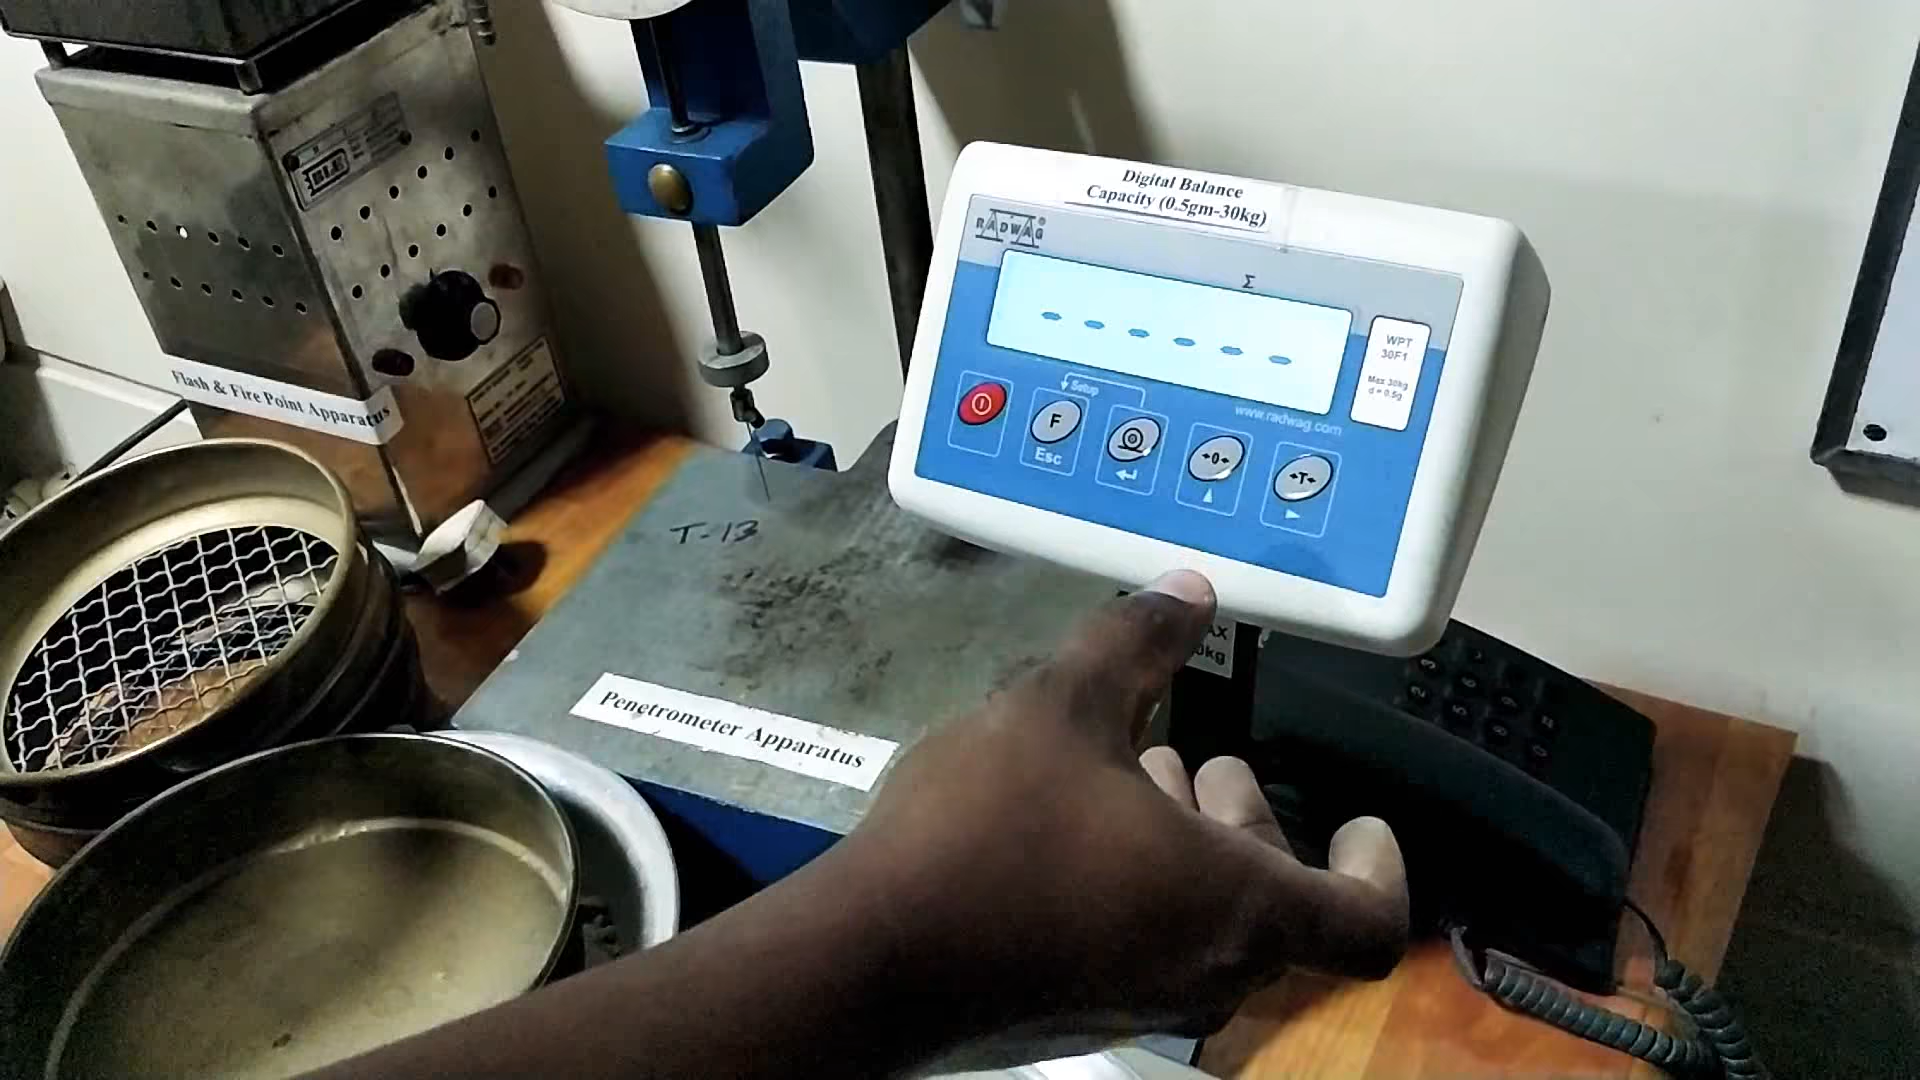 Digital Balance
Capacity (0.5gm-30kg)
RADWAG®
Σ
------
WPT
30F1
Max 30kg
d = 0.5g
Setup
www.radwag.com
F
Esc
→0←
→T←
Flash & Fire Point Apparatus
T-13
Penetrometer Apparatus